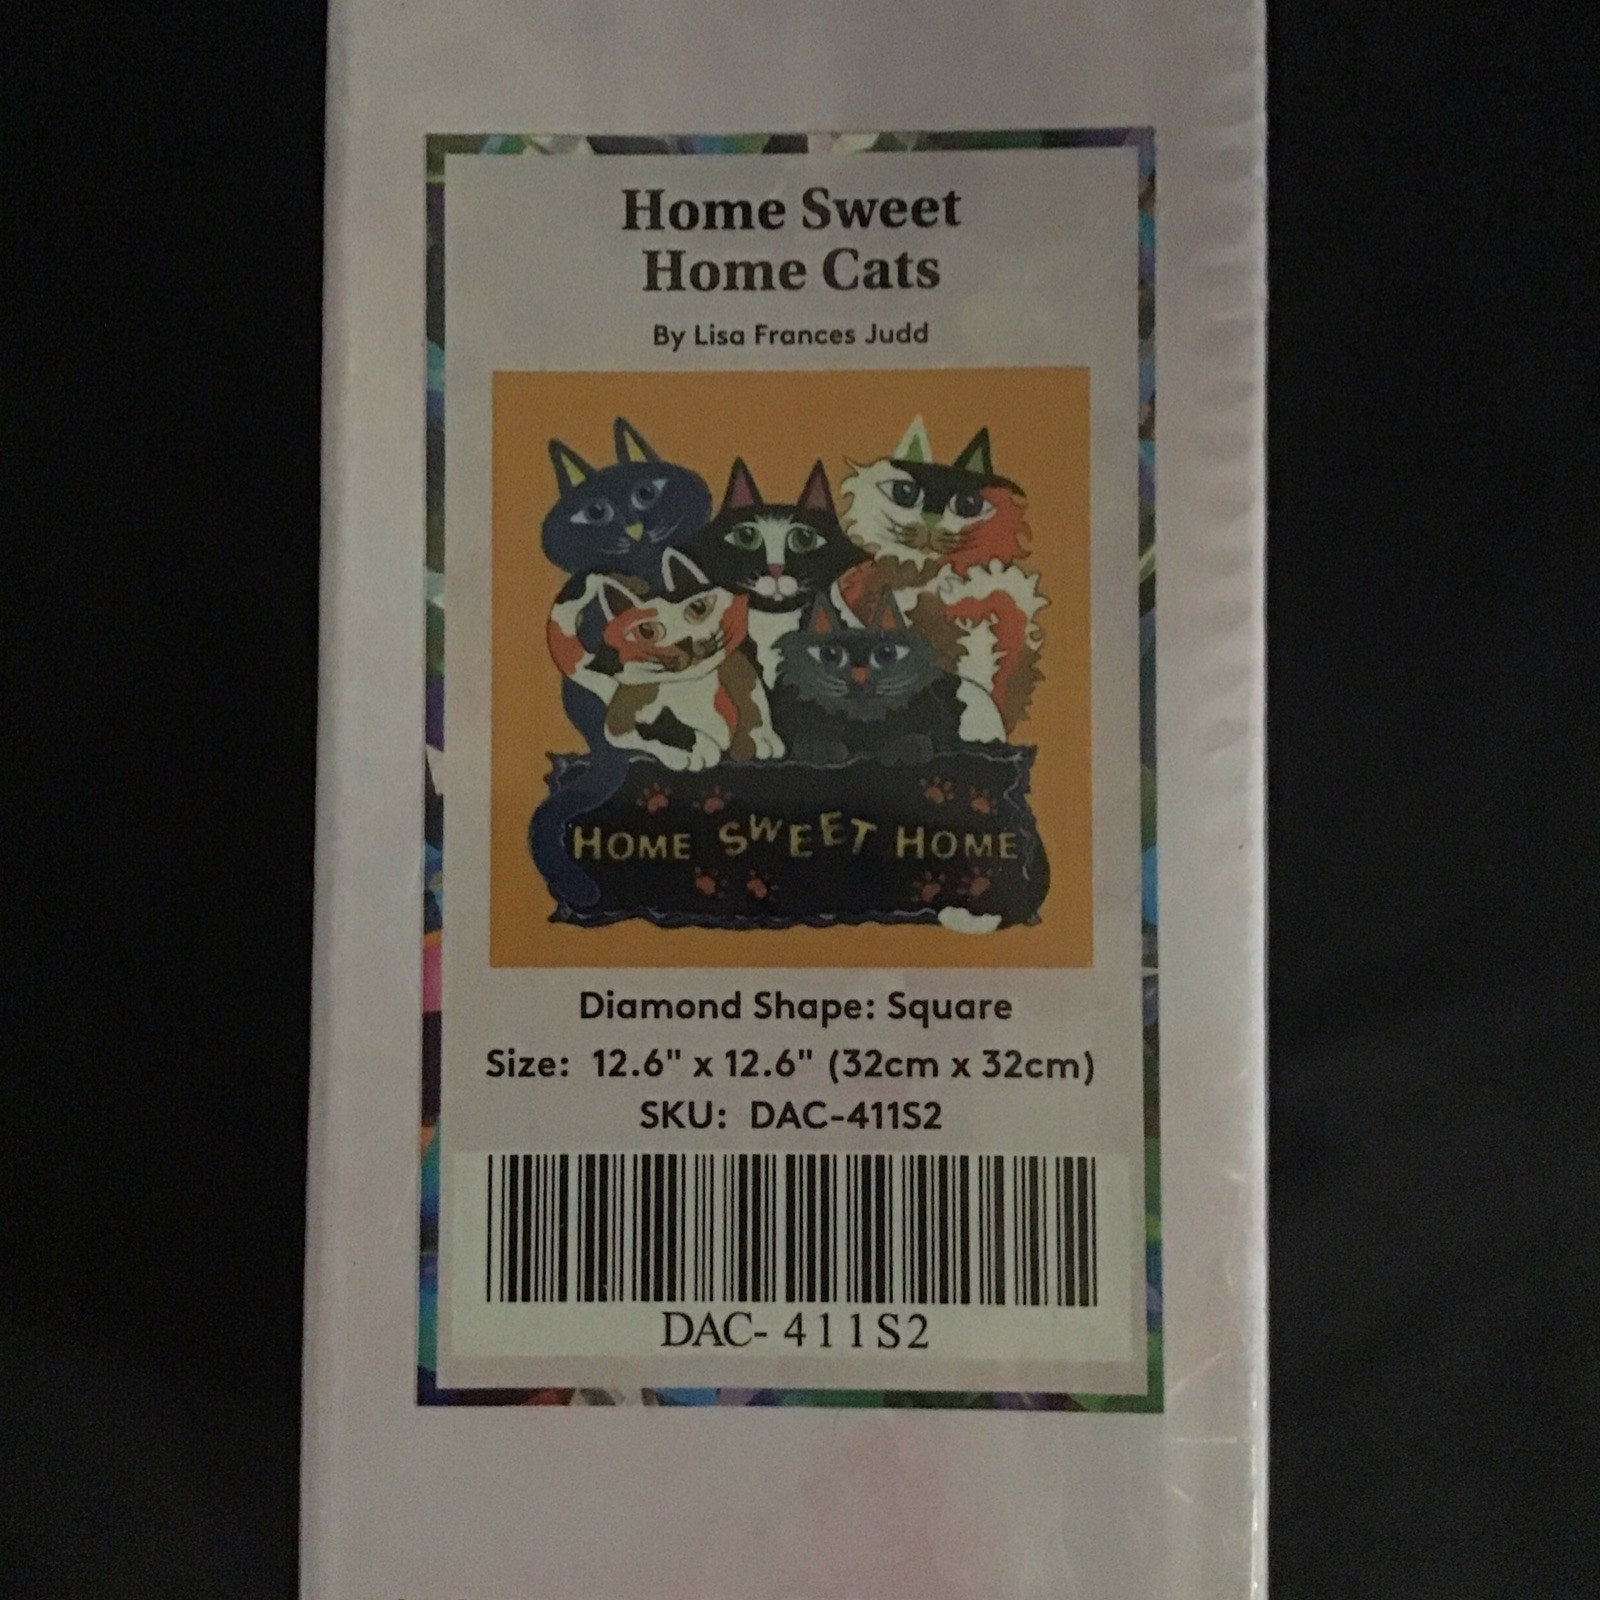 Home Sweet
Home Cats
By Lisa Frances Judd
HOME SWEET HOME
Diamond Shape: Square
Size: 12.6" x 12.6" (32cm x 32cm)
SKU: DAC-411S2
DAC- 411S2